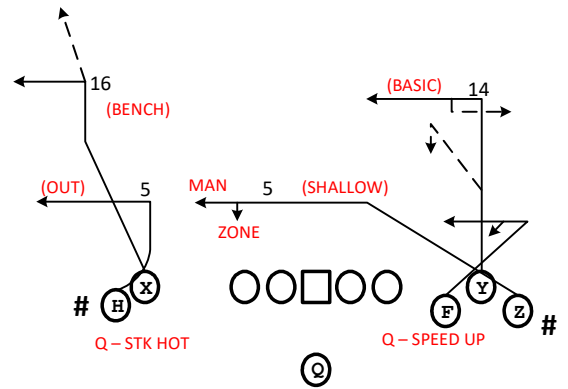 16
(BENCH)
(BASIC)
14
(OUT)
5
MAN
5
(SHALLOW)
ZONE
# H X
F Y Z #
Q – STK HOT
Q – SPEED UP
Q